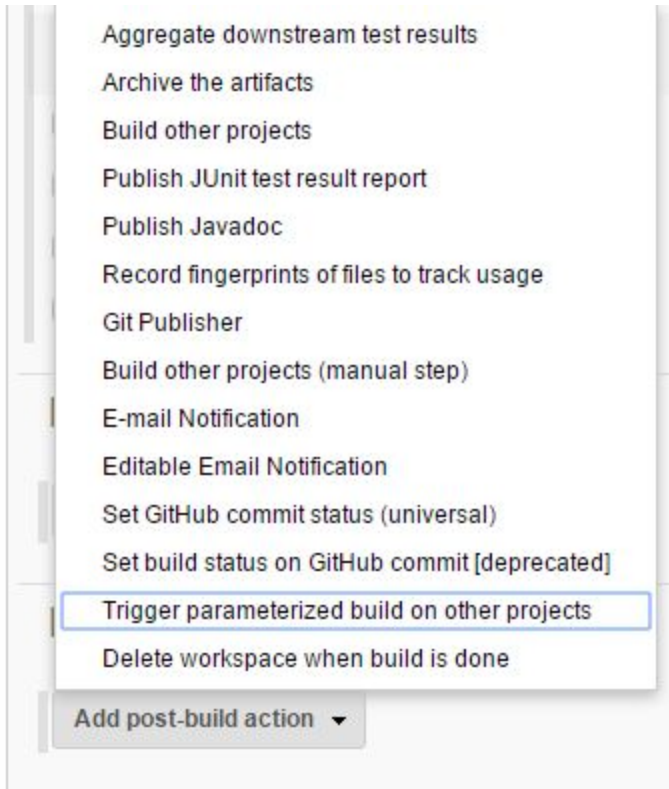 Aggregate downstream test results
Archive the artifacts
Build other projects
Publish JUnit test result report
Publish Javadoc
Record fingerprints of files to track usage
Git Publisher
Build other projects (manual step)
E-mail Notification
Editable Email Notification
Set GitHub commit status (universal)
Set build status on GitHub commit [deprecated]
Trigger parameterized build on other projects
Delete workspace when build is done
Add post-build action